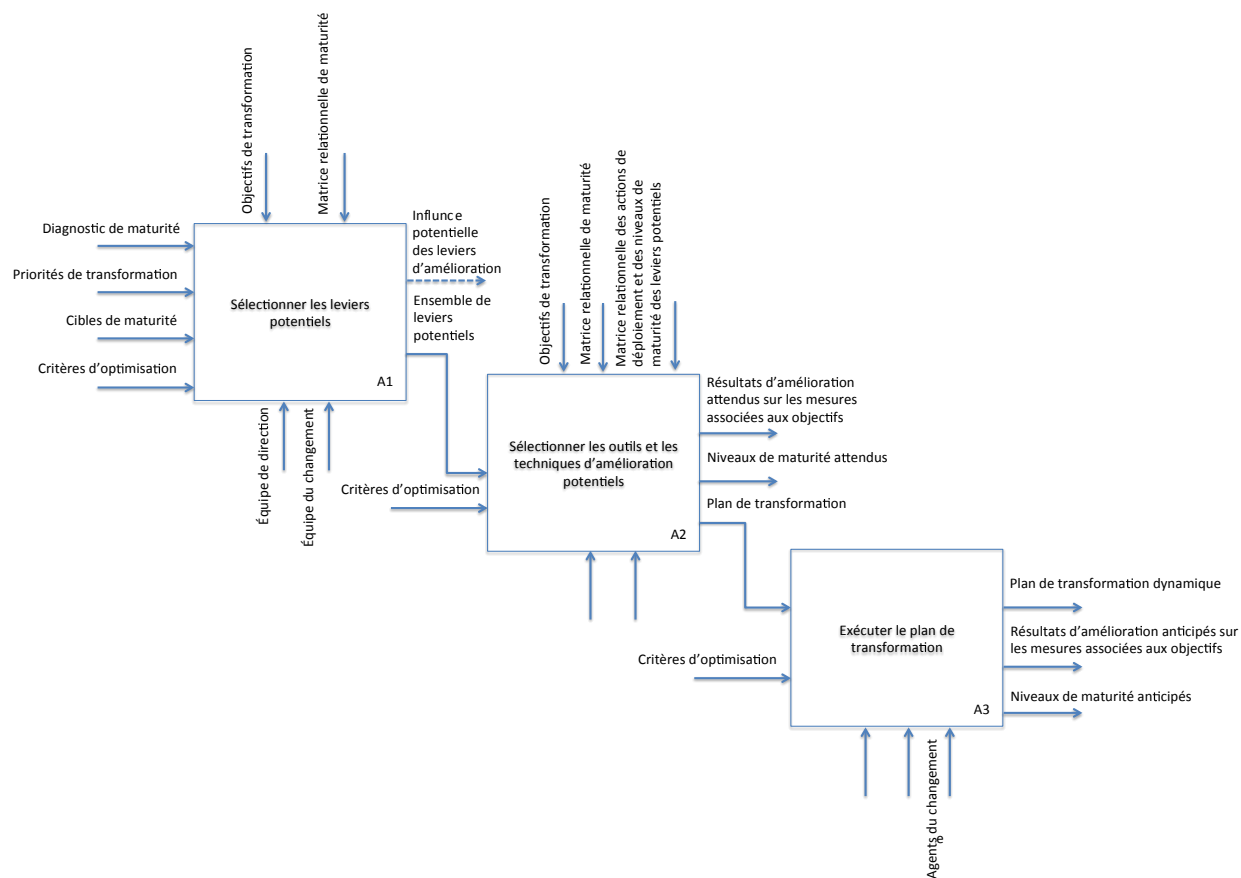 Objectifs de transformation
Matrice relationnelle de maturité
Diagnostic de maturité
Priorités de transformation
Cibles de maturité
Critères d’optimisation
Sélectionner les leviers
potentiels
A1
Influnce
potentielle
des leviers
d’amélioration
Ensemble de
leviers
potentiels
Équipe de direction
Équipe du changement
Objectifs de transformation
Matrice relationnelle de maturité
Matrice relationnelle des actions de
déploiement et des niveaux de
maturité des leviers potentiels
Critères d’optimisation
Sélectionner les outils et les
techniques d’amélioration
potentiels
A2
Résultats d’amélioration
attendus sur les mesures
associées aux objectifs
Niveaux de maturité attendus
Plan de transformation
Critères d’optimisation
Exécuter le plan de
transformation
A3
Plan de transformation dynamique
Résultats d’amélioration anticipés sur
les mesures associées aux objectifs
Niveaux de maturité anticipés
Agents du changement
e